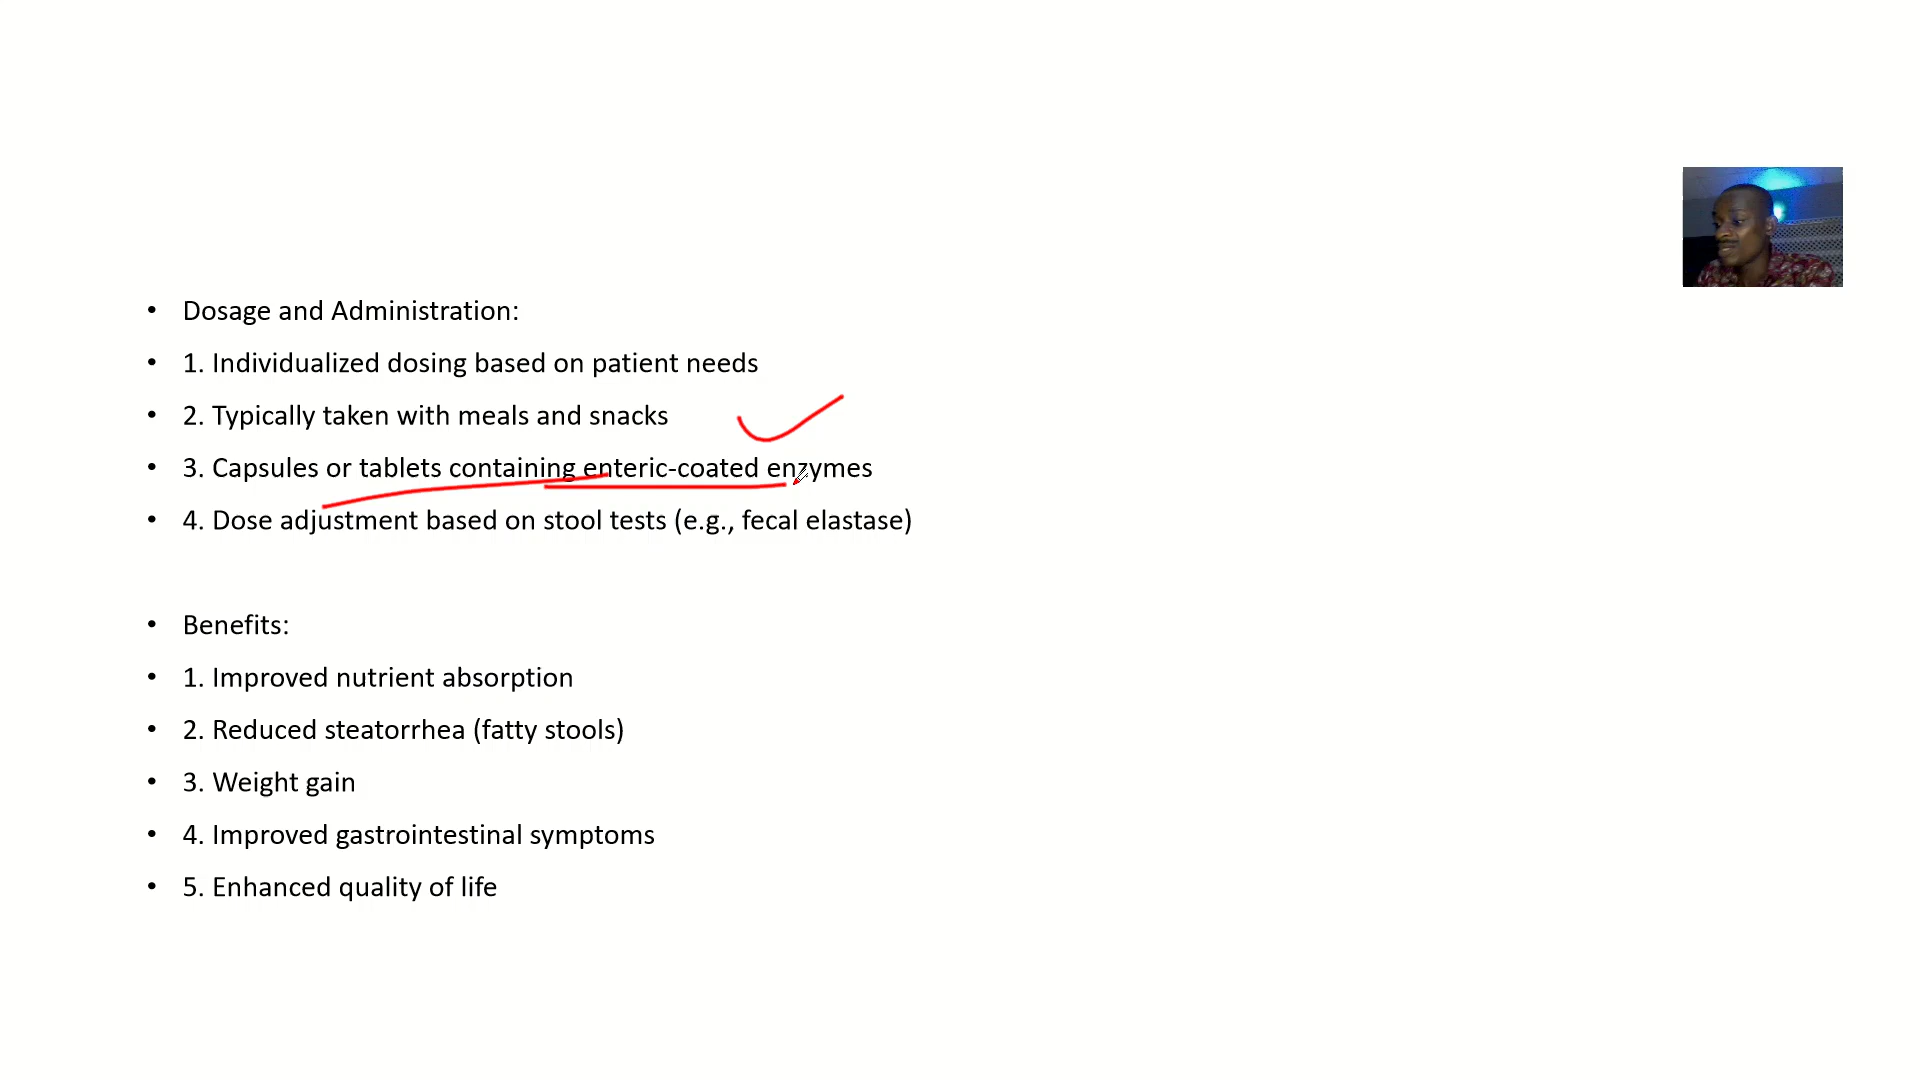 • Dosage and Administration:
• 1. Individualized dosing based on patient needs
• 2. Typically taken with meals and snacks
• 3. Capsules or tablets containing enteric-coated enzymes
• 4. Dose adjustment based on stool tests (e.g., fecal elastase)
• Benefits:
• 1. Improved nutrient absorption
• 2. Reduced steatorrhea (fatty stools)
• 3. Weight gain
• 4. Improved gastrointestinal symptoms
• 5. Enhanced quality of life